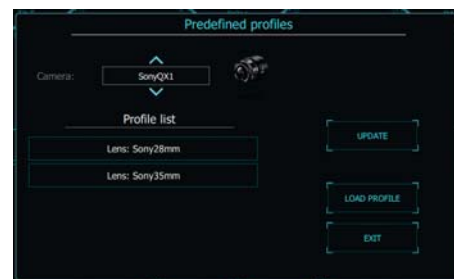 Predefined profiles
Camera:
SonyQX1
Profile list
Lens: Sony28mm
Lens: Sony35mm
UPDATE
LOAD PROFILE
EXIT